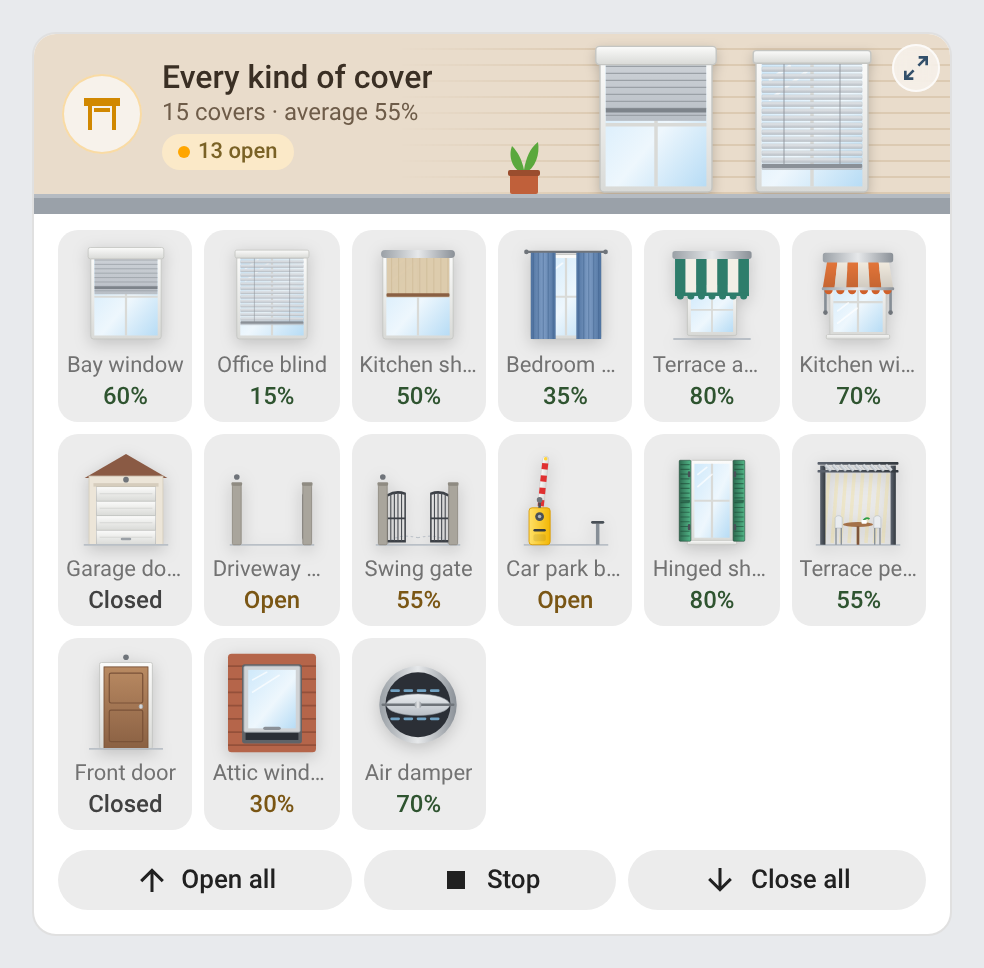 Every kind of cover
15 covers · average 55%
13 open
Bay window
60%
Office blind
15%
Kitchen sh...
50%
Bedroom ...
35%
Terrace a...
80%
Kitchen wi...
70%
Garage do...
Closed
Driveway ...
Open
Swing gate
55%
Car park b...
Open
Hinged sh...
80%
Terrace pe...
55%
Front door
Closed
Attic wind...
30%
Air damper
70%
Open all
Stop
Close all